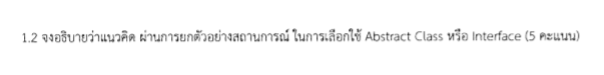 1.2 จงอธิบายว่าแนวคิด ผ่านการยกตัวอย่างสถานการณ์ ในการเลือกใช้ Abstract Class หรือ Interface (5 คะแนน)